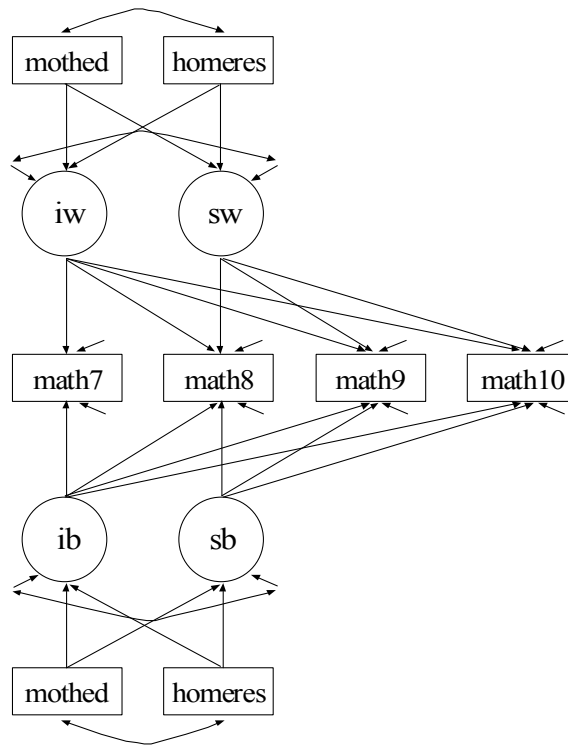 mothed homeres
iw sw
math7 math8 math9 math10
ib sb
mothed homeres